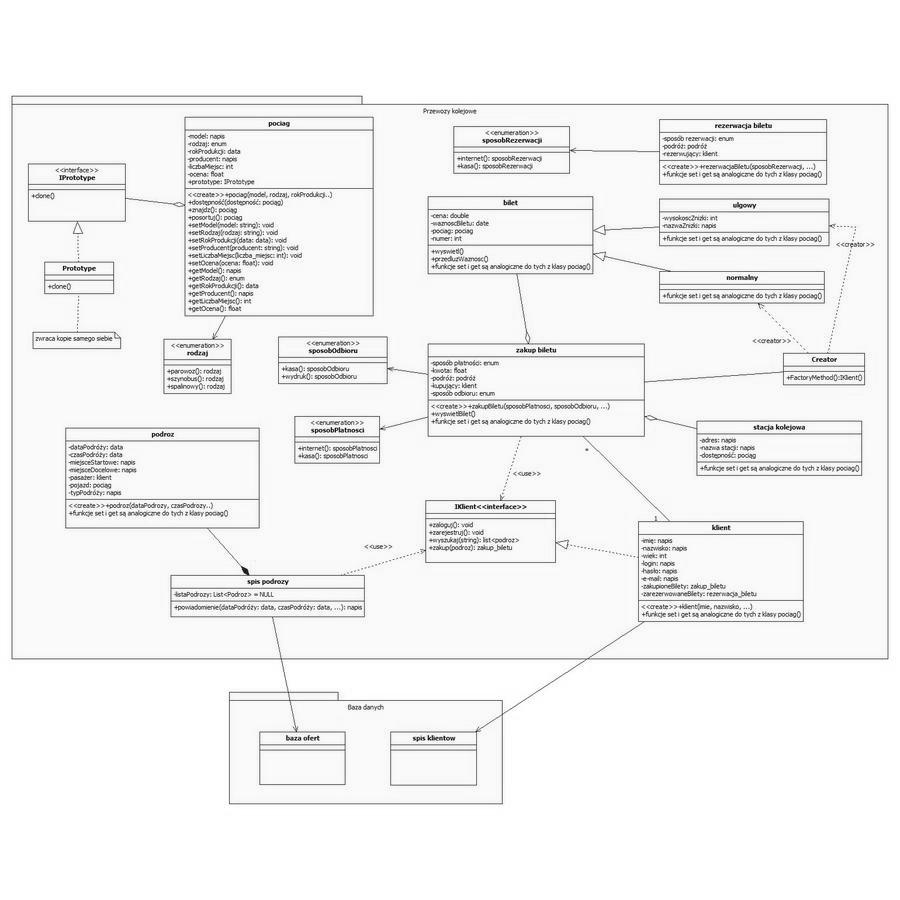 Przewozy kolejowe
pociag
-model: napis
-rodzaj: enum
-rokProdukcji: data
-producent: napis
-liczbaMiejsc: int
-ocena: float
+prototype: IPrototype
<<create>>+pociag(model, rodzaj, rokProdukcji..)
+dostępność(dostępność: pociąg)
+znajdz(): pociąg
+posortuj(): pociąg
+setModel(model: string): void
+setRodzaj(rodzaj: string): void
+setRokProdukcji(data: data): void
+setProducent(producent: string): void
+setLiczbaMiejsc(liczba_miejsc: int): void
+setOcena(ocena: float): void
+getModel(): napis
+getRodzaj(): enum
+getRokProdukcji(): data
+getProducent(): napis
+getLiczbaMiejsc(): int
+getOcena(): float
<<interface>>
IPrototype
+clone()
Prototype
+clone()
zwraca kopie samego siebie
<<enumeration>>
rodzaj
+parowoz(): rodzaj
+szynobus(): rodzaj
+spalinowy(): rodzaj
<<enumeration>>
sposobRezerwacji
+internet(): sposobRezerwacji
+kasa(): sposobRezerwacji
rezerwacja biletu
-sposób rezerwacji: enum
-podróż: podróż
-rezerwujący: klient
<<create>>+rezerwacjaBiletu(sposobRezerwacji, ...)
+funkcje set i get są analogiczne do tych z klasy pociag()
bilet
-cena: double
-waznoscBiletu: date
-pociag: pociag
-numer: int
+wyswietl()
+przedluzWaznosc()
+funkcje set i get są analogiczne do tych z klasy pociag()
ulgowy
-wysokoscZnizki: int
-nazwaZnizki: napis
+funkcje set i get są analogiczne do tych z klasy pociag()
<<creator>>
normalny
+funkcje set i get są analogiczne do tych z klasy pociag()
<<creator>>
Creator
+FactoryMethod():IKlient()
<<enumeration>>
sposobOdbioru
+kasa(): sposobOdbioru
+wydruk(): sposobOdbioru
zakup biletu
-sposób płatności: enum
-kwota: float
-podróż: podróż
-kupujący: klient
-sposób odbioru: enum
<<create>>+zakupBiletu(sposobPlatnosci, sposobOdbioru, ...)
+wyswietBilet()
+funkcje set i get są analogiczne do tych z klasy pociag()
<<enumeration>>
sposobPlatnosci
+internet(): sposobPlatnosci
+kasa(): sposobPlatnosci
stacja kolejowa
-adres: napis
-nazwa stacji: napis
-dostępność: pociąg
+funkcje set i get są analogiczne do tych z klasy pociag()
podroz
-dataPodróży: data
-czasPodróży: data
-miejsceStartowe: napis
-miejsceDocelowe: napis
-pasazer: klient
-pojazd: pociąg
-typPodróży: napis
<<create>>+podroz(dataPodrozy, czasPodrozy..)
+funkcje set i get są analogiczne do tych z klasy pociag()
*
<<use>>
IKlient<<interface>>
+zaloguj(): void
+zarejestruj(): void
+wyszukaj(string): list<podroz>
+zakup(podroz): zakup_biletu
1
klient
-imię: napis
-nazwisko: napis
-wiek: int
-login: napis
-hasło: napis
-e-mail: napis
-zakupioneBilety: zakup_biletu
-zarezerwowaneBilety: rezerwacja_biletu
<<create>>+klient(imie, nazwisko, ...)
+funkcje set i get są analogiczne do tych z klasy pociag()
<<use>>
spis podrozy
-listaPodrozy: List<Podroz> = NULL
+powiadomienie(dataPodróży: data, czasPodróży: data, ...): napis
Baza danych
baza ofert
spis klientow